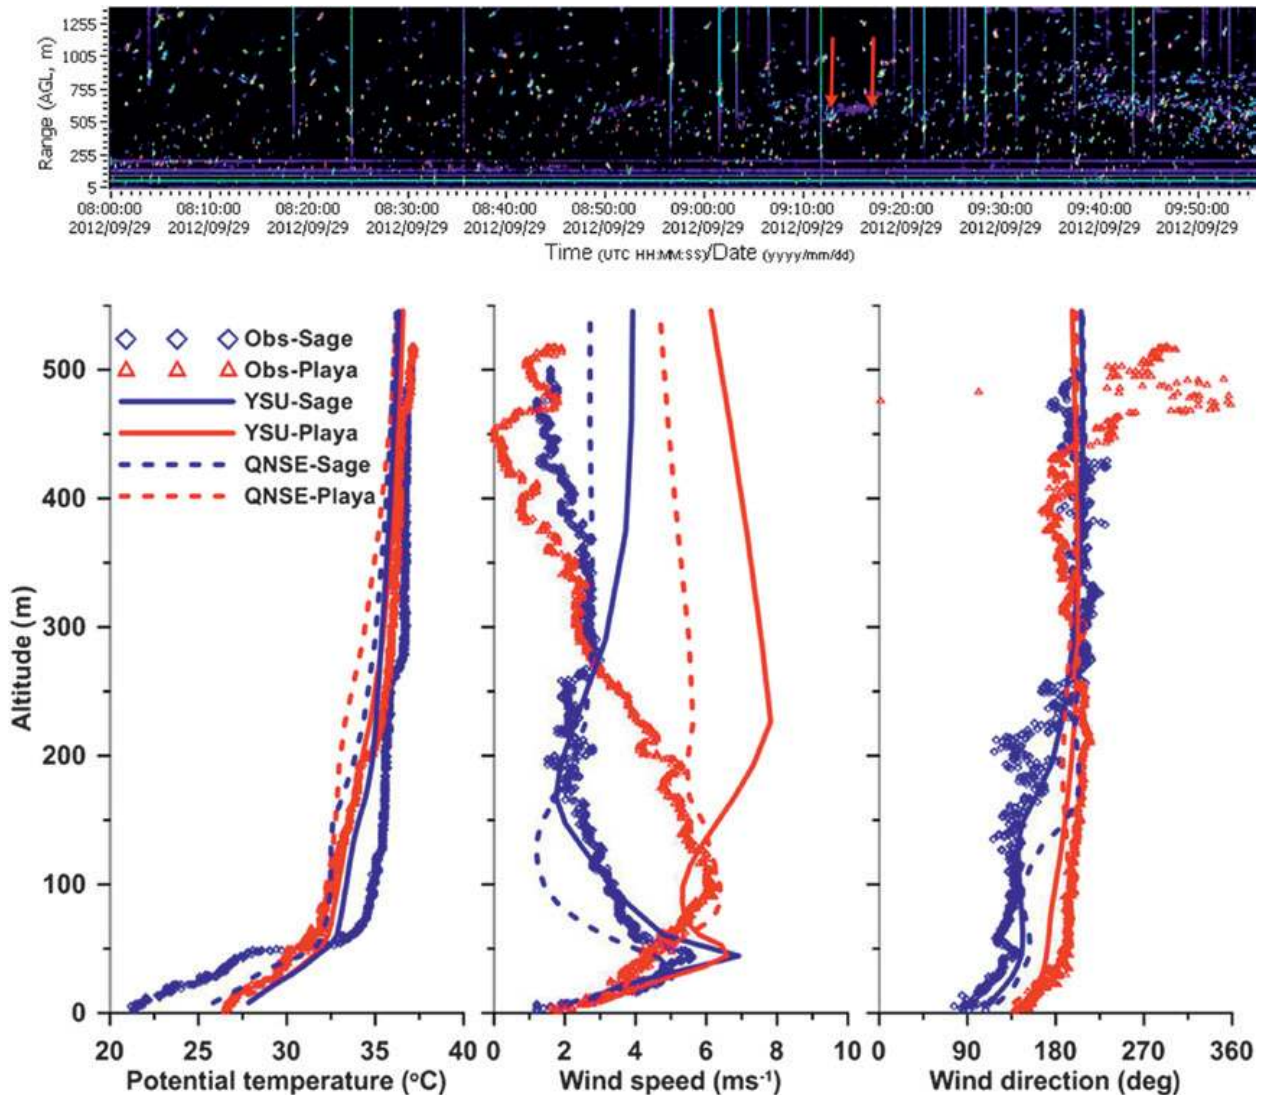 1255
1005
755
505
255
5
Range (AGL, m)
08:00:00 08:10:00 08:20:00 08:30:00 08:40:00 08:50:00 09:00:00 09:10:00 09:20:00 09:30:00 09:40:00 09:50:00
2012/09/29 2012/09/29 2012/09/29 2012/09/29 2012/09/29 2012/09/29 2012/09/29 2012/09/29 2012/09/29 2012/09/29 2012/09/29 2012/09/29
Time (UTC HH:MM:SS)/Date (yyyy/mm/dd)
Obs-Sage
Obs-Playa
YSU-Sage
YSU-Playa
QNSE-Sage
QNSE-Playa
500
400
300
200
100
0
Altitude (m)
20 25 30 35 40 0 2 4 6 8 10 0 90 180 270 360
Potential temperature (oC) Wind speed (ms-1) Wind direction (deg)